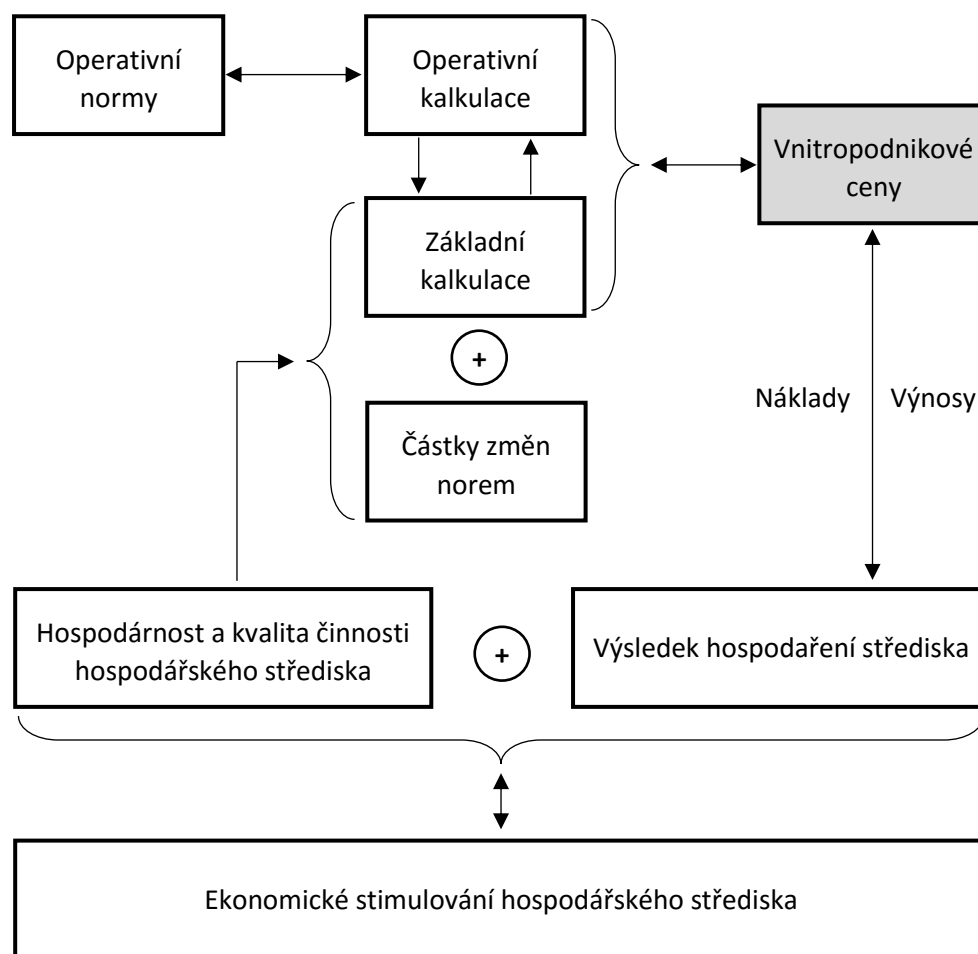 Operativní
normy
Operativní
kalkulace
Vnitropodnikové
ceny
Základní
kalkulace
+
Náklady
Výnosy
Částky změn
norem
Hospodárnost a kvalita činnosti
hospodářského střediska
+
Výsledek hospodaření střediska
Ekonomické stimulování hospodářského střediska